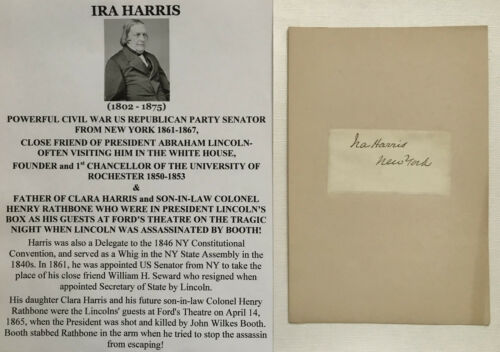 IRA HARRIS
(1802 - 1875)
POWERFUL CIVIL WAR US REPUBLICAN PARTY SENATOR
FROM NEW YORK 1861-1867,
CLOSE FRIEND OF PRESIDENT ABRAHAM LINCOLN-
OFTEN VISITING HIM IN THE WHITE HOUSE,
FOUNDER and 1st CHANCELLOR OF THE UNIVERSITY OF
ROCHESTER 1850-1853
&
FATHER OF CLARA HARRIS and SON-IN-LAW COLONEL
HENRY RATHBONE WHO WERE IN PRESIDENT LINCOLN'S
BOX AS HIS GUESTS AT FORD'S THEATRE ON THE TRAGIC
NIGHT WHEN LINCOLN WAS ASSASSINATED BY BOOTH!
Harris was also a Delegate to the 1846 NY Constitutional
Convention, and served as a Whig in the NY State Assembly in the
1840s. In 1861, he was appointed US Senator from NY to take the
place of his close friend William H. Seward who resigned when
appointed Secretary of State by Lincoln.
His daughter Clara Harris and his future son-in-law Colonel Henry
Rathbone were the Lincolns' guests at Ford's Theatre on April 14,
1865, when the President was shot and killed by John Wilkes Booth.
Booth stabbed Rathbone in the arm when he tried to stop the assassin
from escaping!
Ira Harris
New York